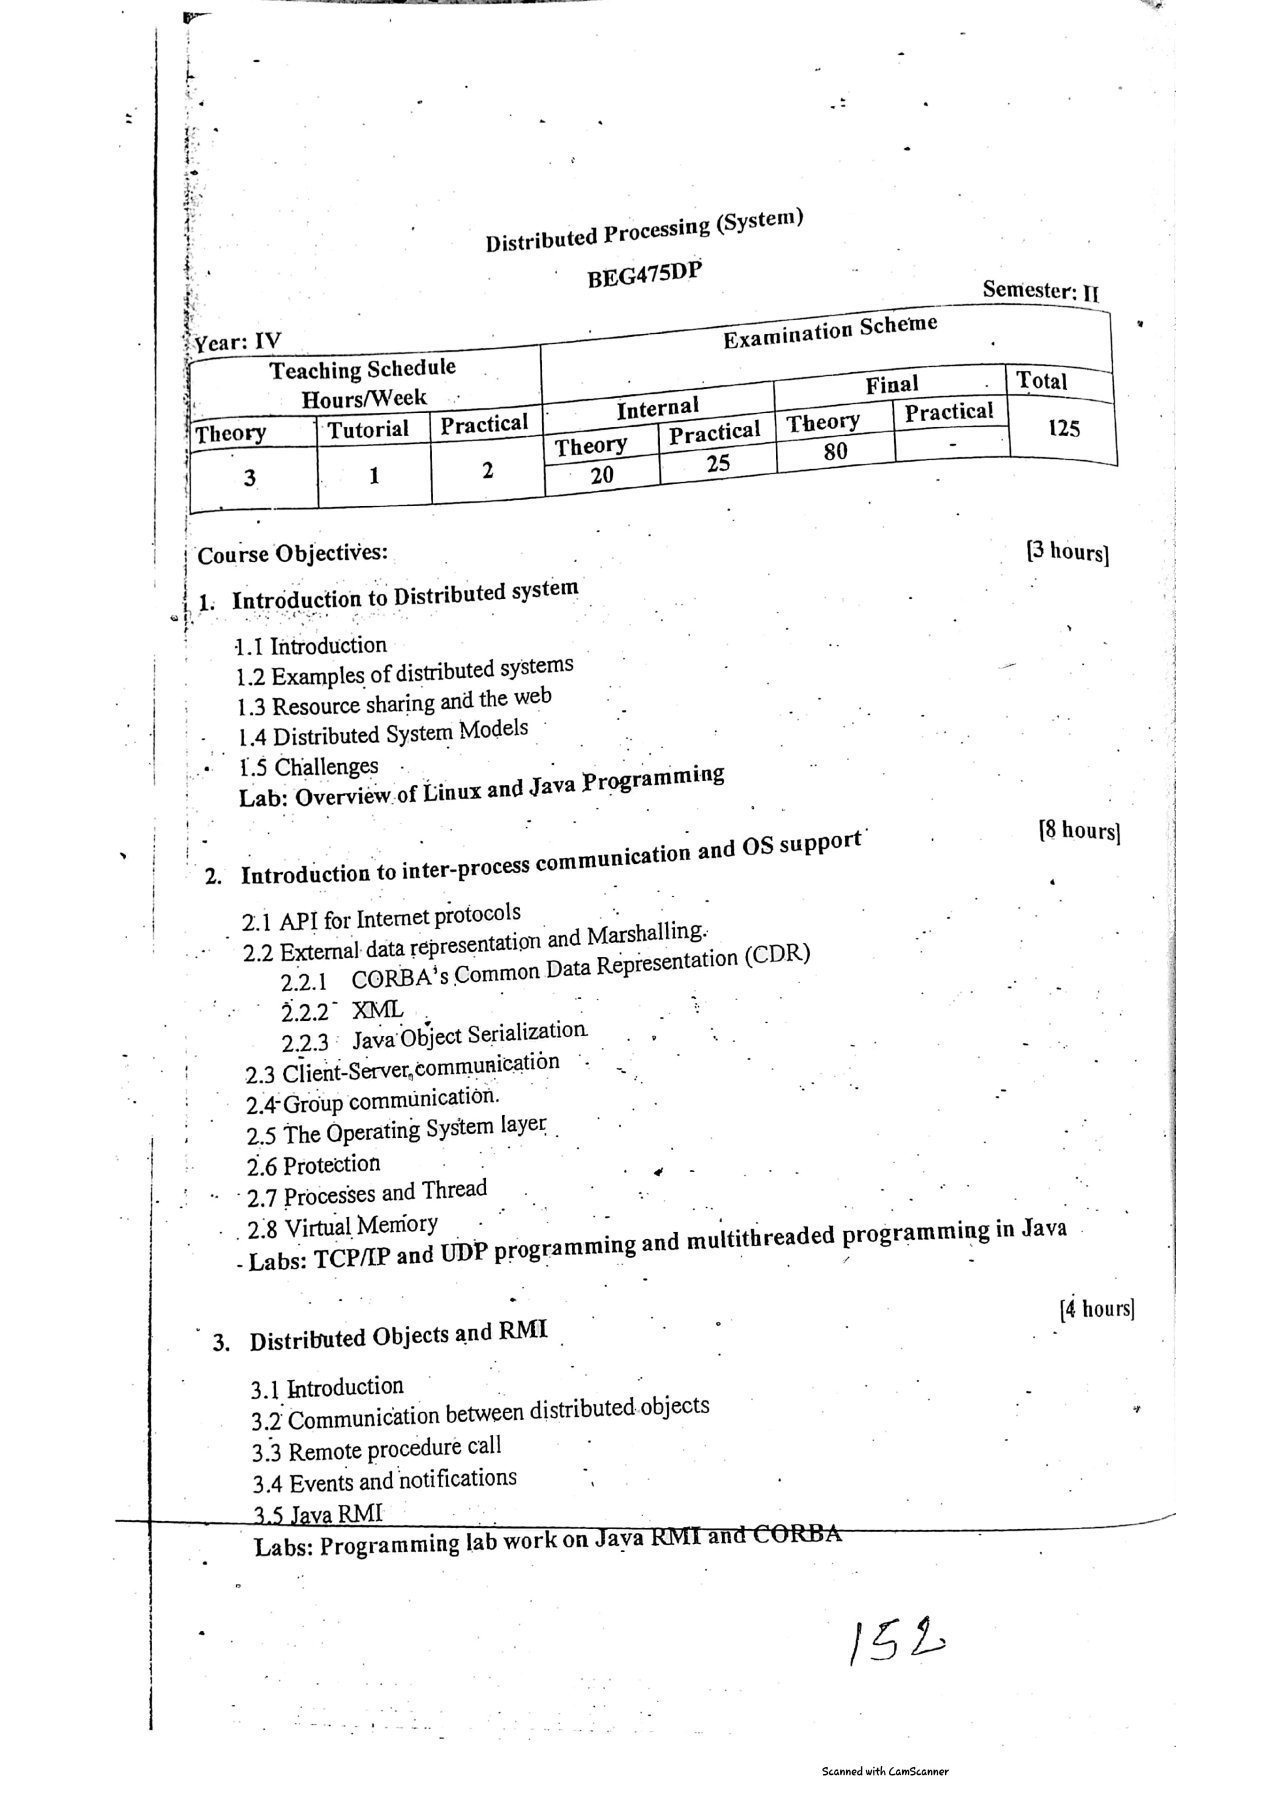 Distributed Processing (System)
BEG475DP
Year: IV Semester: II
Teaching Schedule Hours/Week Examination Scheme
Theory Tutorial Practical Internal Final Total
Theory Practical Theory Practical
3 1 2 20 25 80 - 125
Course Objectives:
1. Introduction to Distributed system [3 hours]
1.1 Introduction
1.2 Examples of distributed systems
1.3 Resource sharing and the web
1.4 Distributed System Models
1.5 Challenges
Lab: Overview of Linux and Java Programming
2. Introduction to inter-process communication and OS support [8 hours]
2.1 API for Internet protocols
2.2 External data representation and Marshalling.
2.2.1 CORBA's Common Data Representation (CDR)
2.2.2 XML
2.2.3 Java Object Serialization
2.3 Client-Server communication
2.4 Group communication.
2.5 The Operating System layer
2.6 Protection
2.7 Processes and Thread
2.8 Virtual Memory
Labs: TCP/IP and UDP programming and multithreaded programming in Java
3. Distributed Objects and RMI [4 hours]
3.1 Introduction
3.2 Communication between distributed objects
3.3 Remote procedure call
3.4 Events and notifications
3.5 Java RMI
Labs: Programming lab work on Java RMI and CORBA
152
Scanned with CamScanner